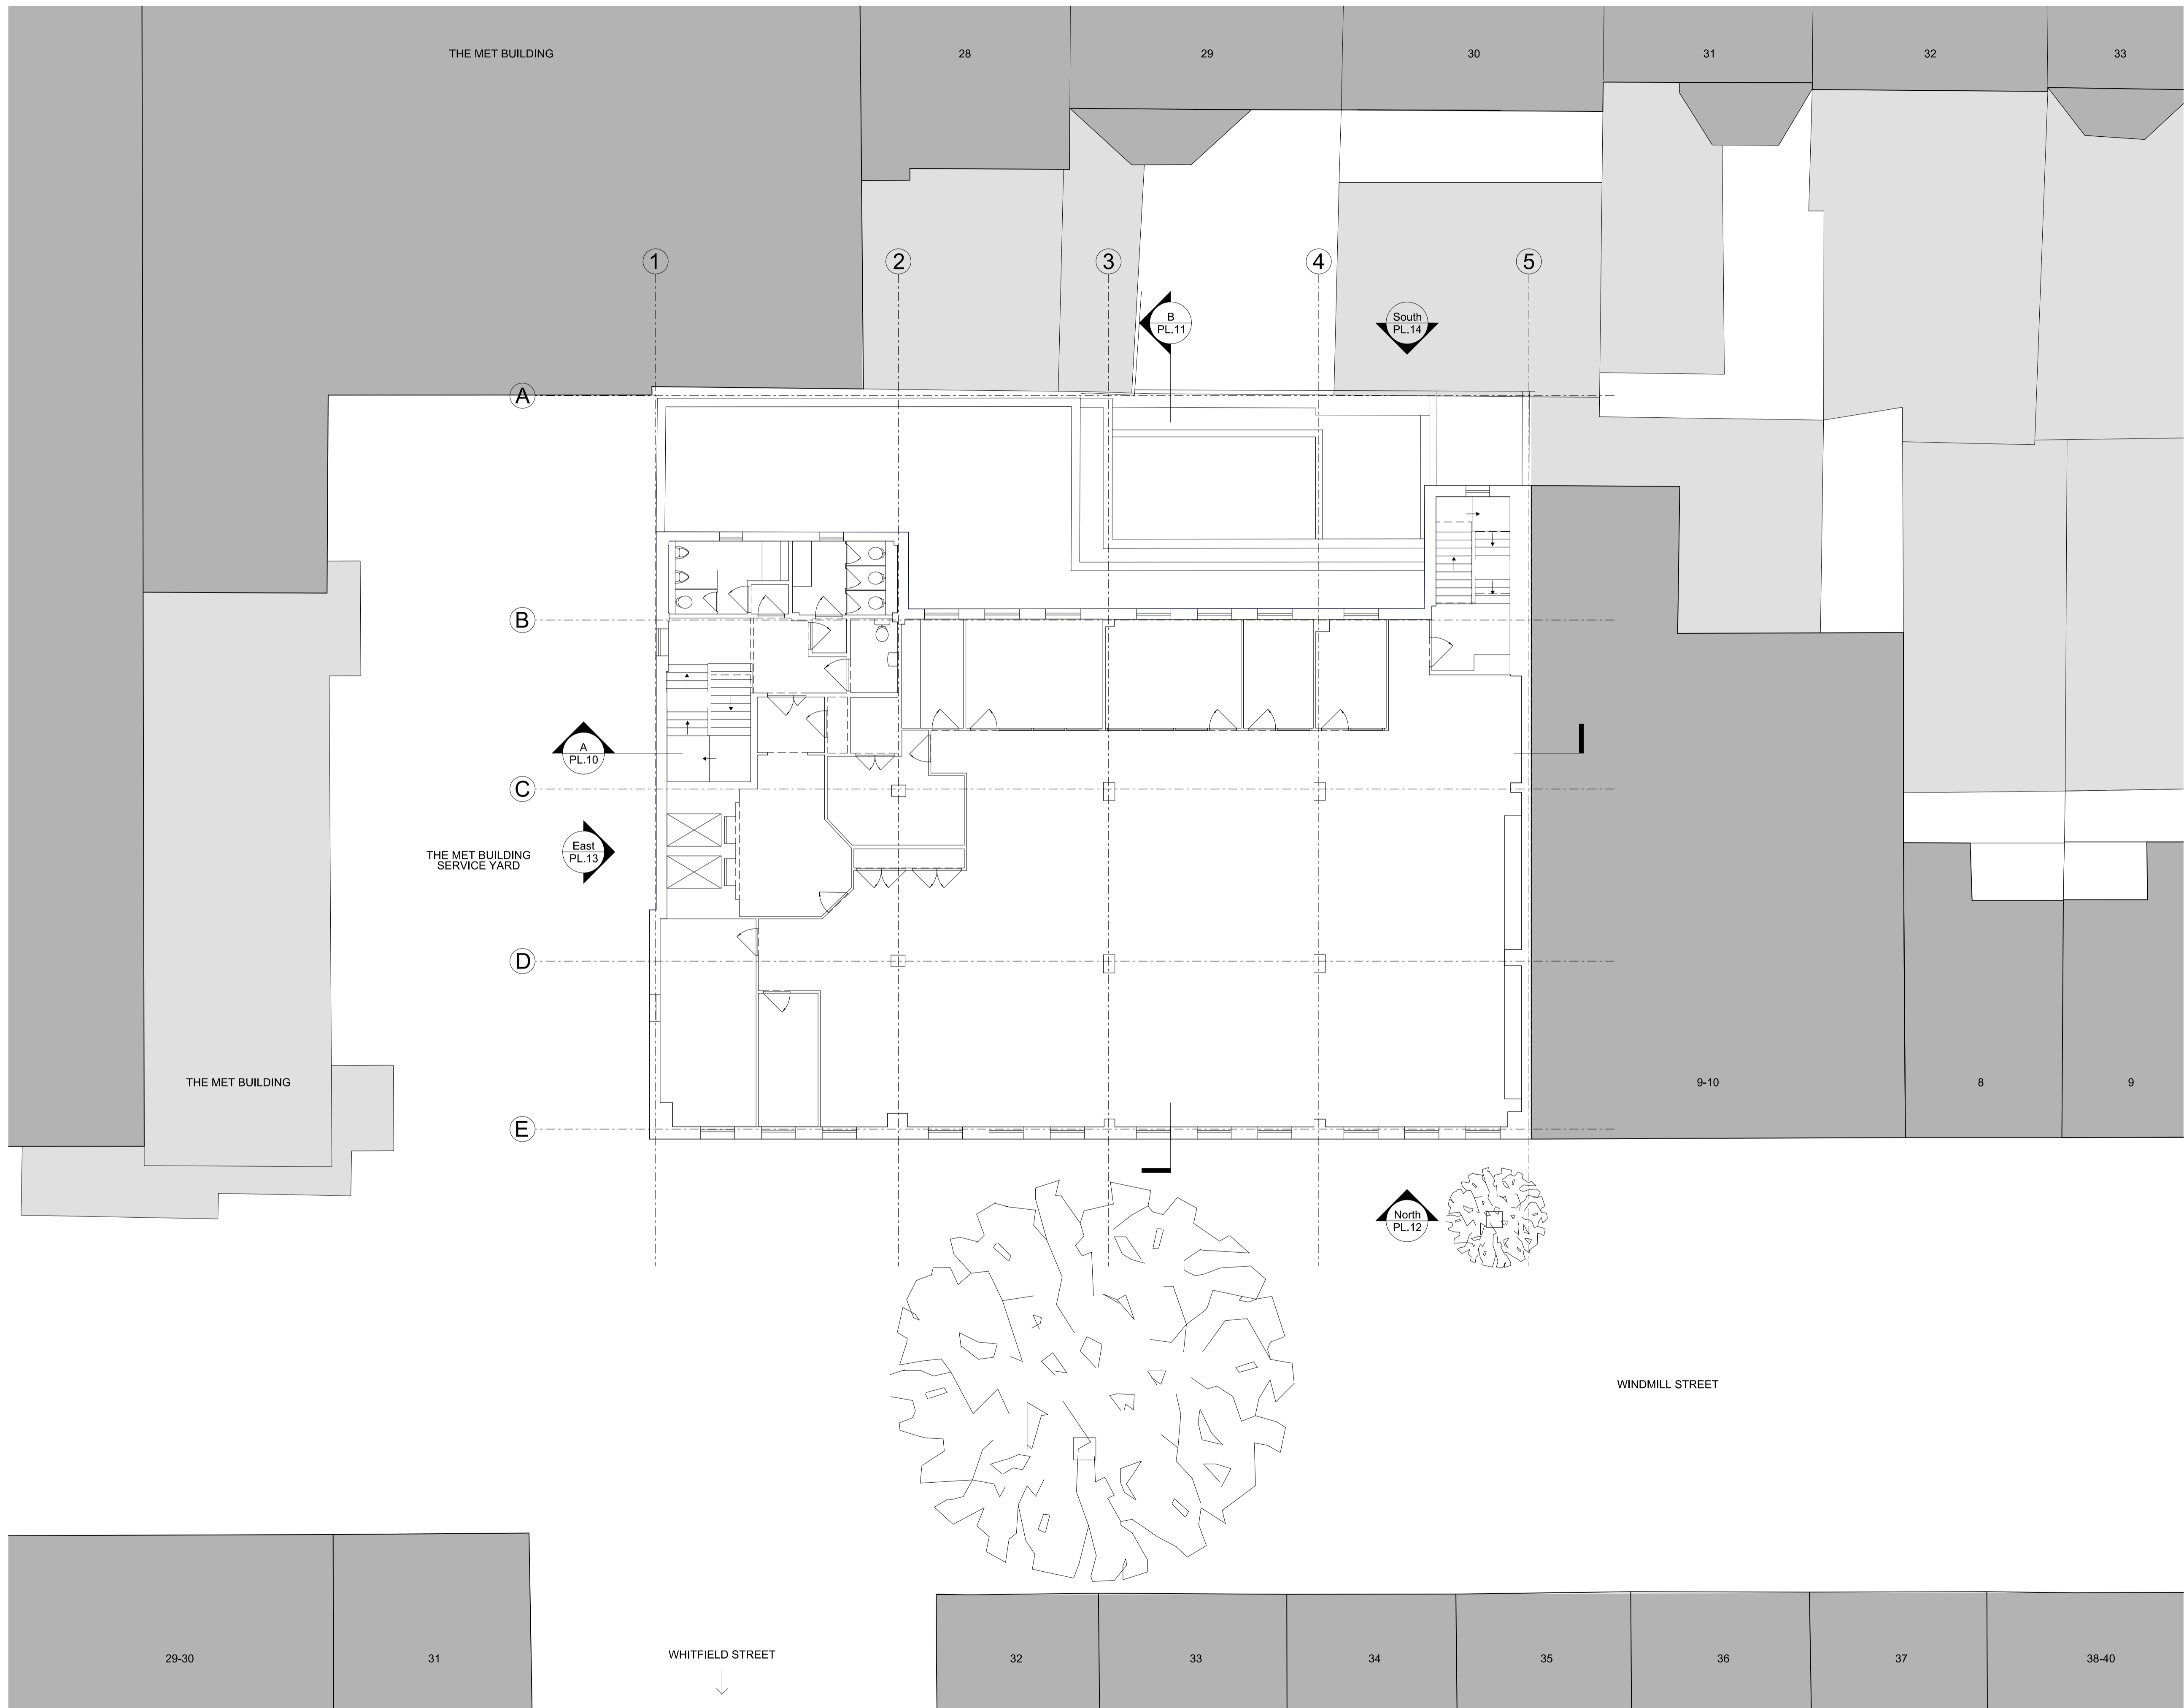 THE MET BUILDING
28
29
30
31
32
33
1
2
3
4
5
B
PL.11
South
PL.14
A
B
A
PL.10
C
East
PL.13
THE MET BUILDING
SERVICE YARD
D
THE MET BUILDING
9-10
8
9
E
North
PL.12
WINDMILL STREET
29-30
31
WHITFIELD STREET
32
33
34
35
36
37
38-40